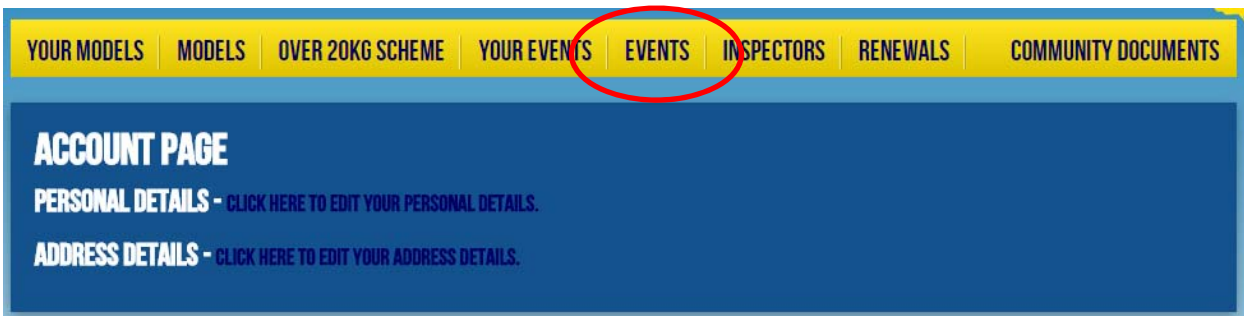 YOUR MODELS MODELS OVER 20KG SCHEME YOUR EVENTS EVENTS INSPECTORS RENEWALS COMMUNITY DOCUMENTS
ACCOUNT PAGE
PERSONAL DETAILS - CLICK HERE TO EDIT YOUR PERSONAL DETAILS.
ADDRESS DETAILS - CLICK HERE TO EDIT YOUR ADDRESS DETAILS.